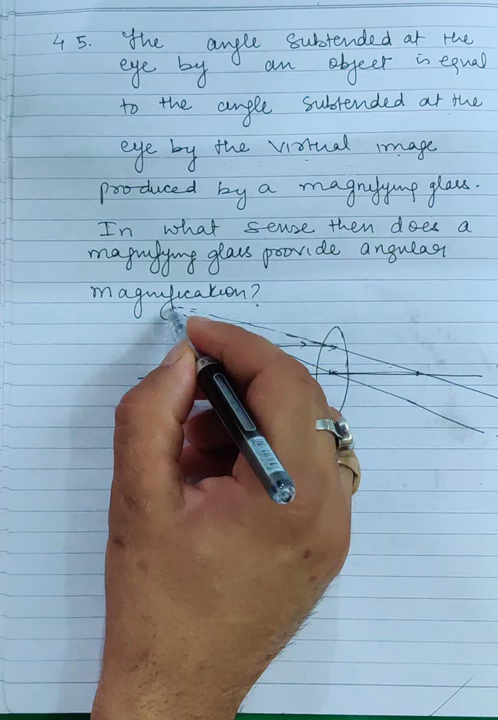 45. The angle subtended at the
eye by an object is equal
to the angle subtended at the
eye by the virtual image
produced by a magnifying glass.
In what sense then does a
magnifying glass provide angular
magnification?